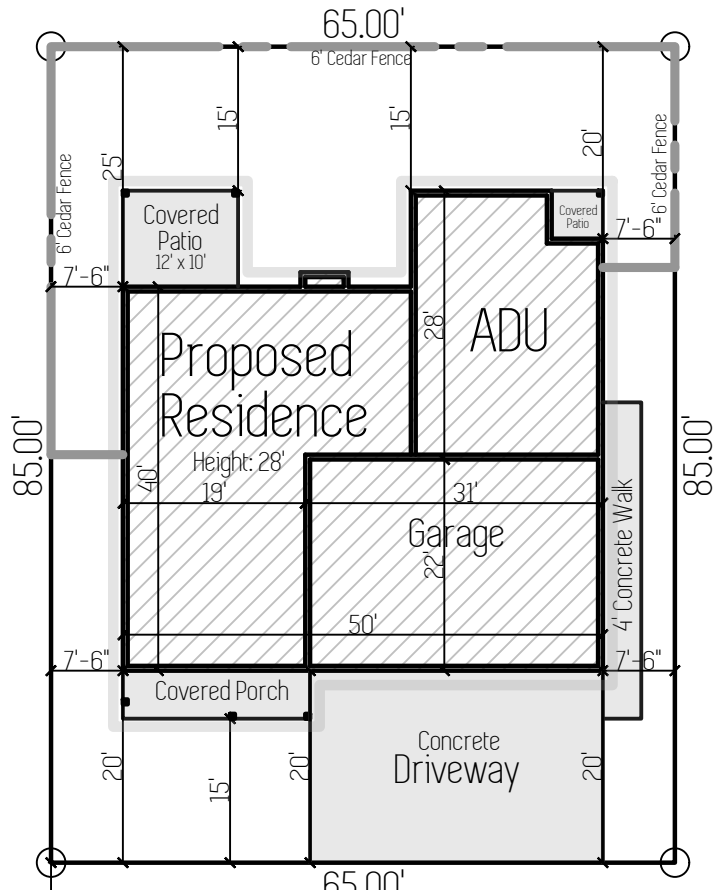 65.00'
6' Cedar Fence
15'
15'
25'
20'
6' Cedar Fence
6' Cedar Fence
Covered
Patio
12' x 10'
Covered
Patio
7'-6"
7'-6"
28'
ADU
Proposed
Residence
Height: 28'
85.00'
85.00'
40'
19'
31'
Garage
22'
4' Concrete Walk
50'
7'-6"
7'-6"
Covered Porch
Concrete
Driveway
20'
15'
20'
20'
65.00'